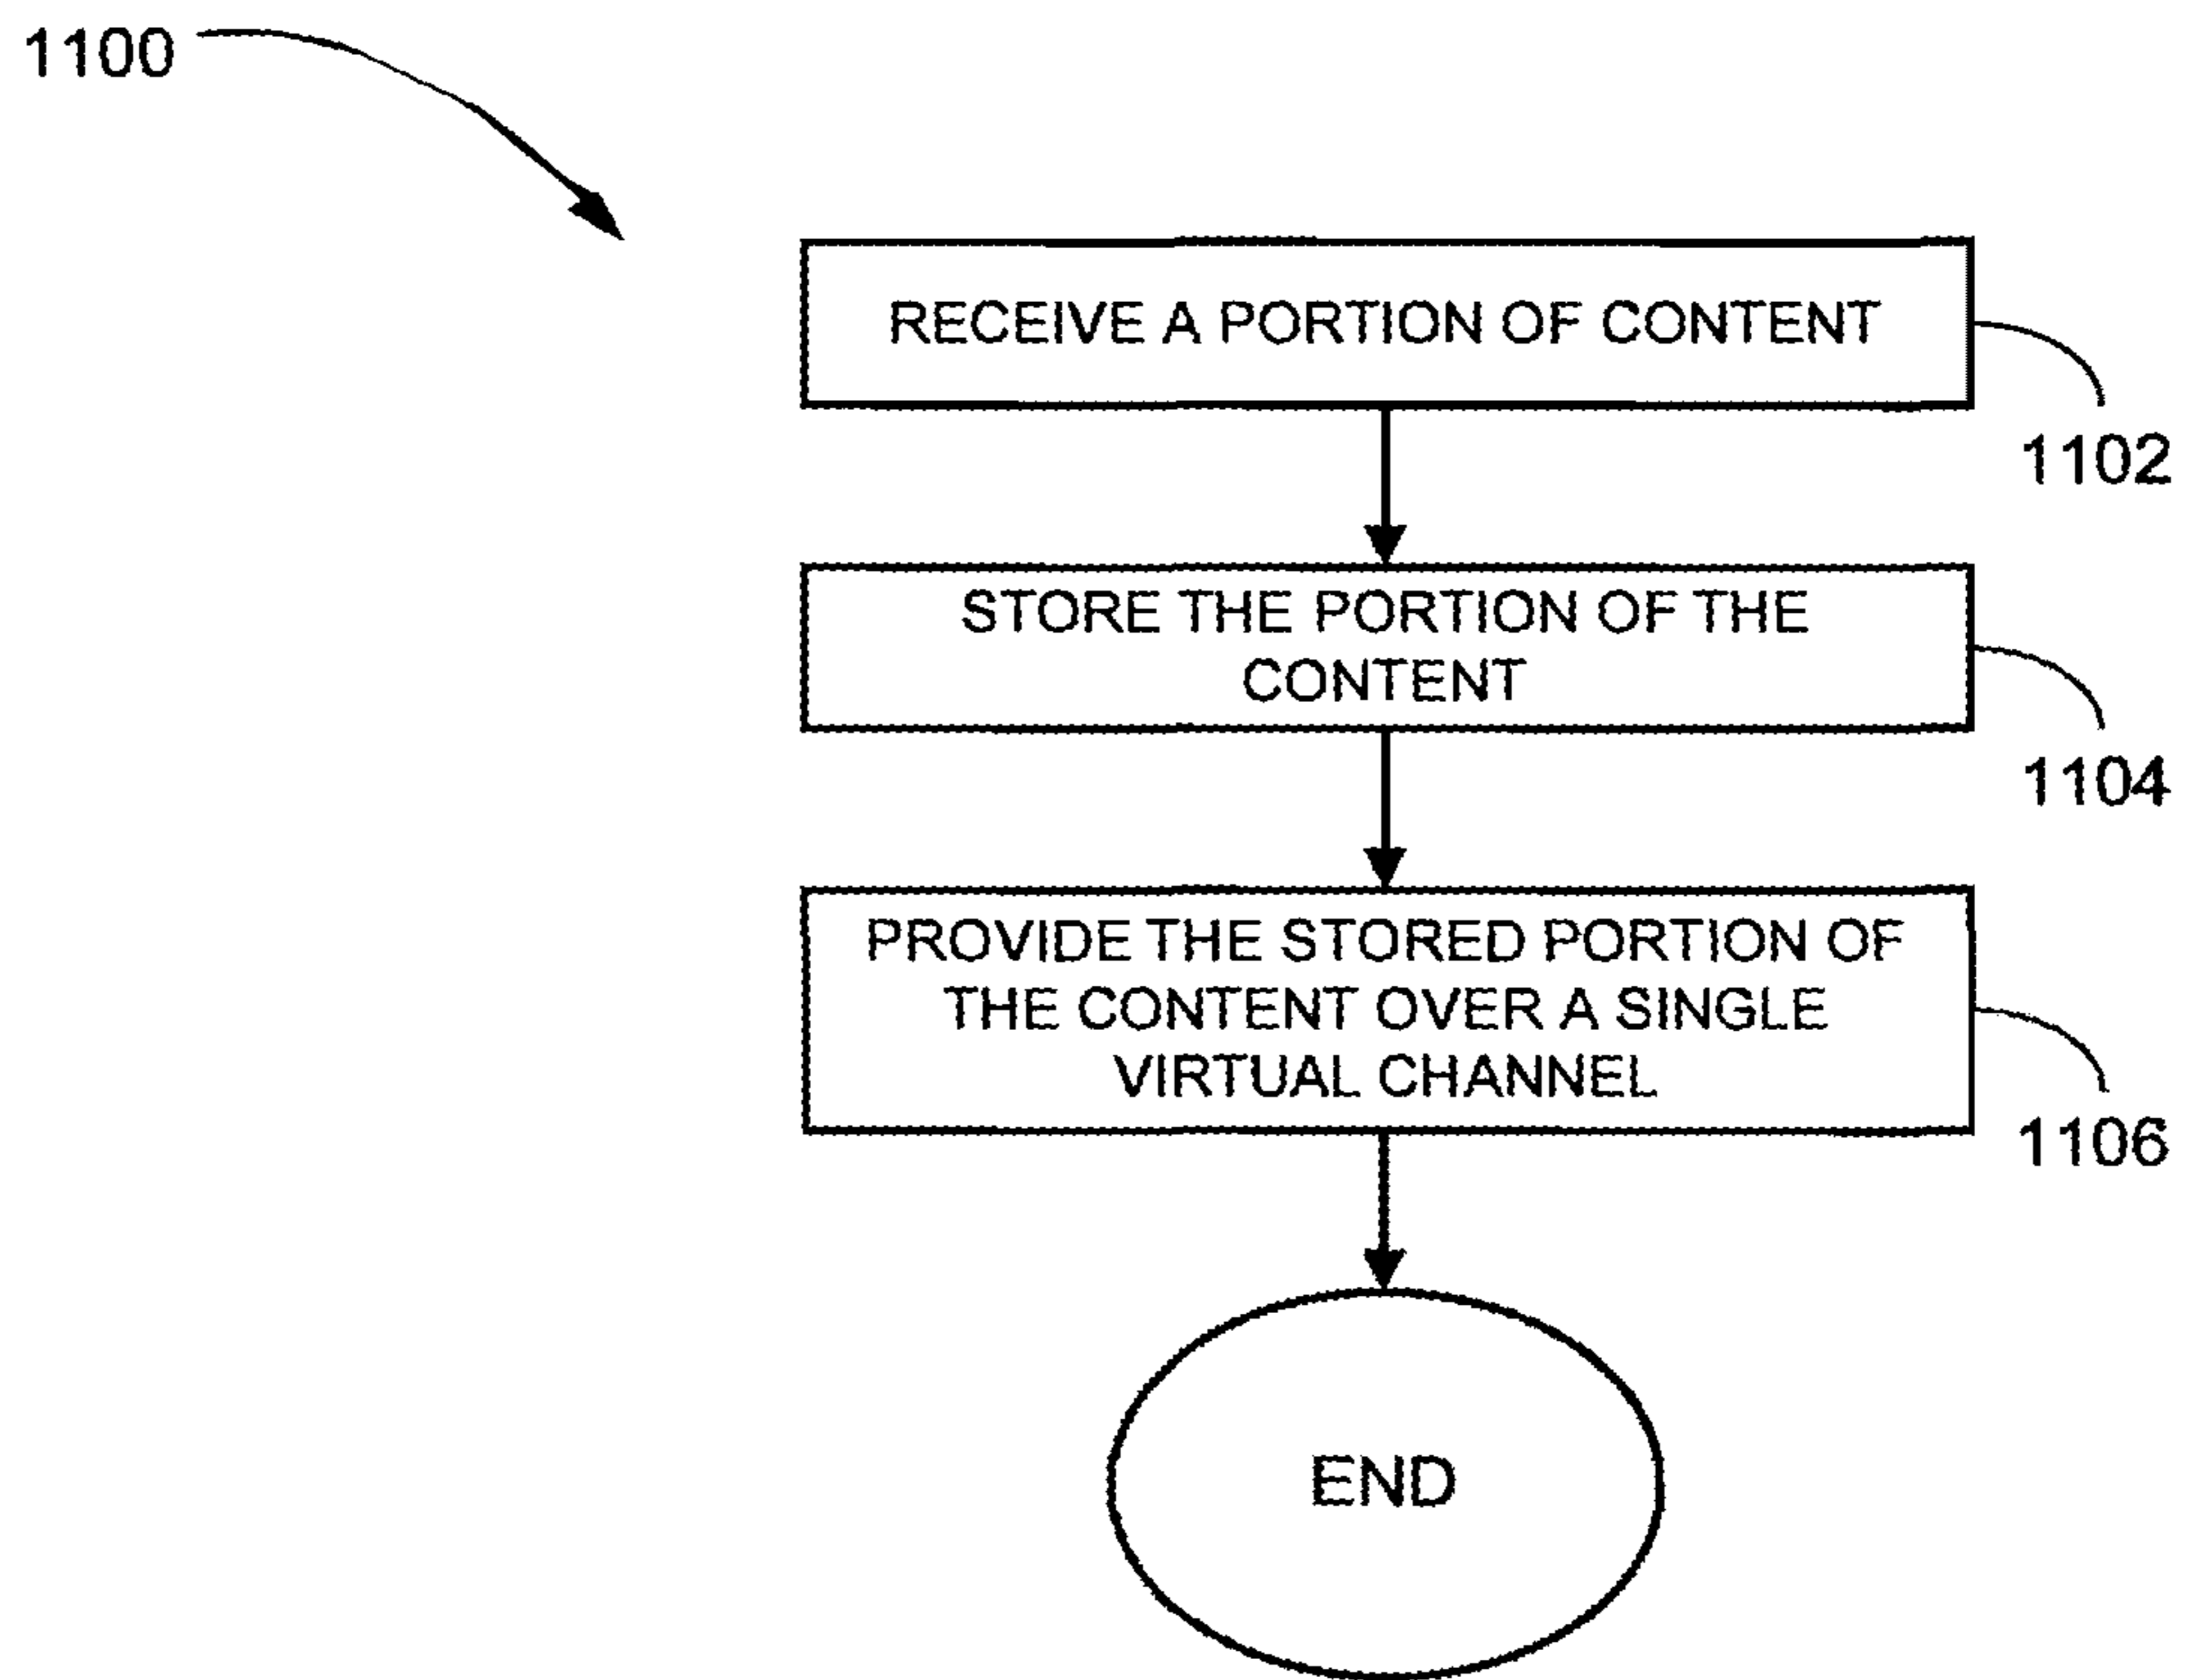 1100
RECEIVE A PORTION OF CONTENT
1102
STORE THE PORTION OF THE
CONTENT
1104
PROVIDE THE STORED PORTION OF
THE CONTENT OVER A SINGLE
VIRTUAL CHANNEL
1106
END